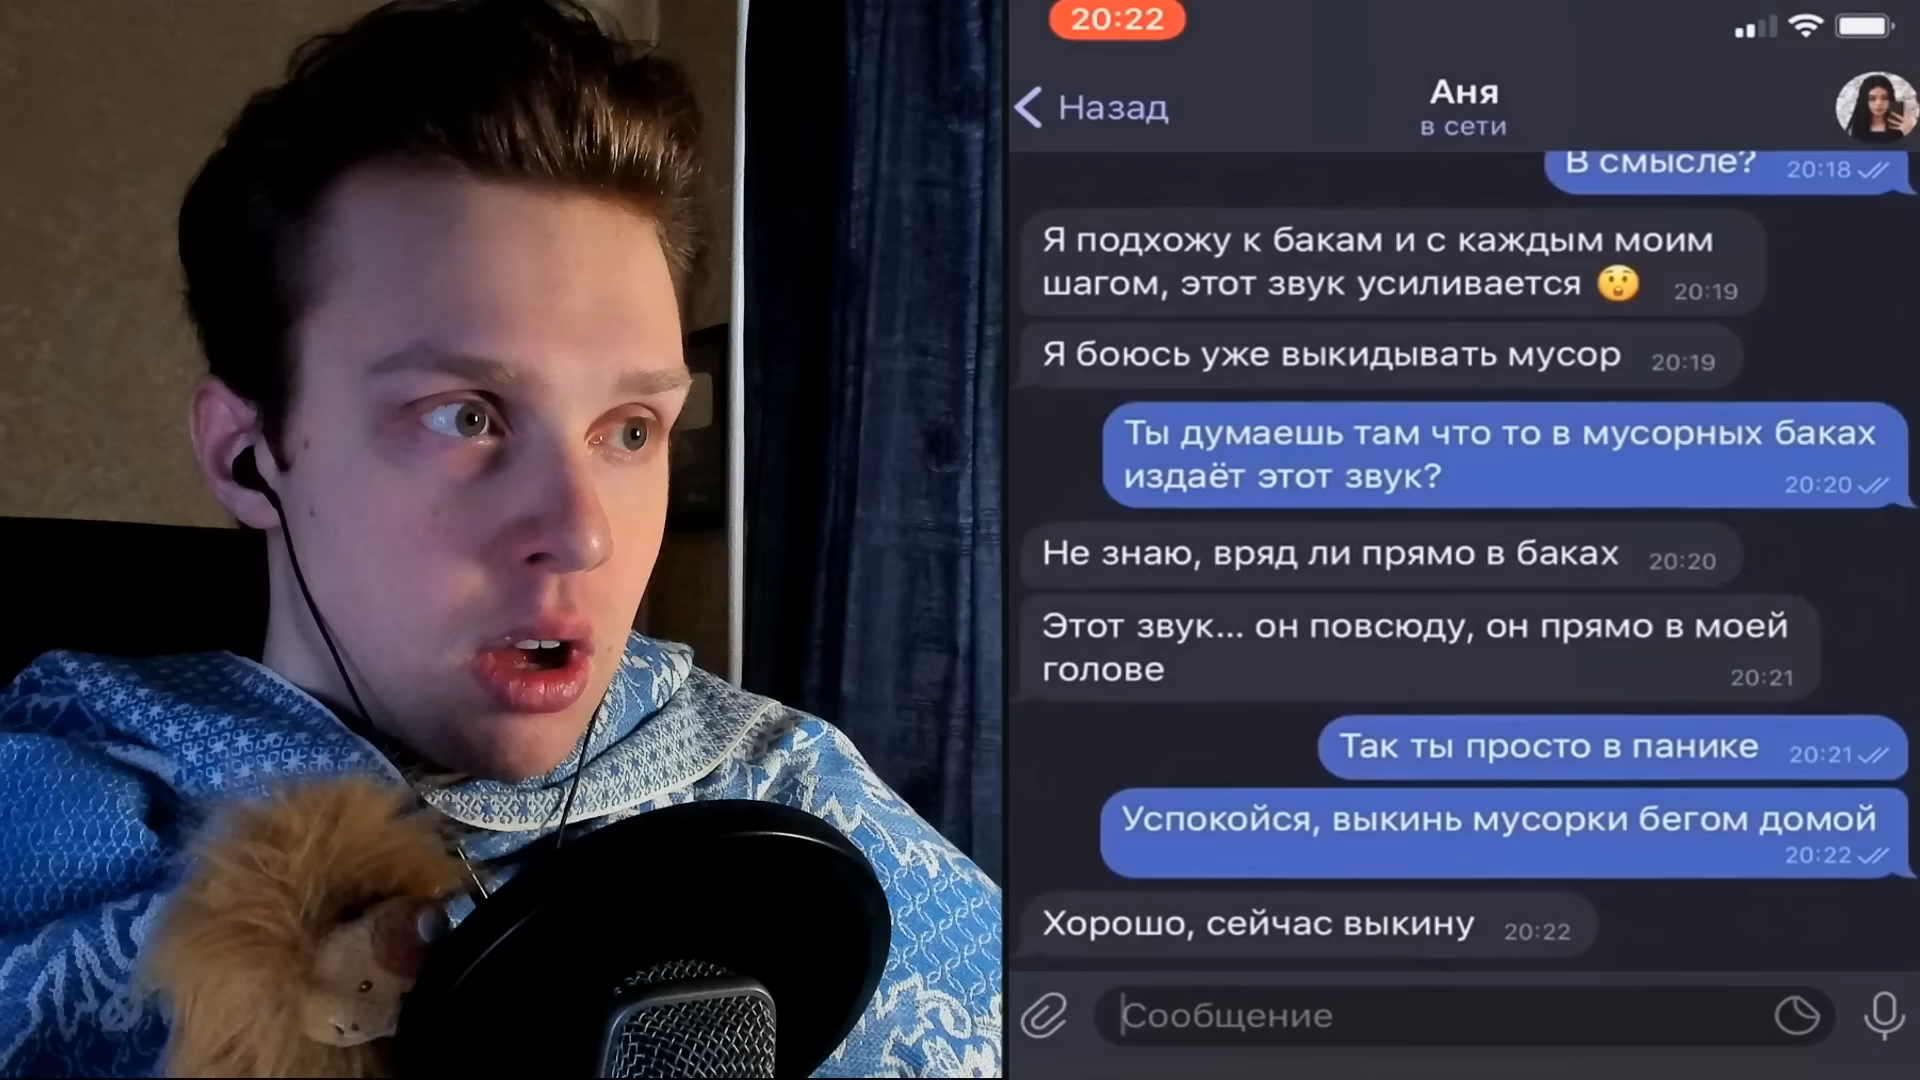 20:22
Назад
Аня
в сети
В смысле? 20:18
Я подхожу к бакам и с каждым моим
шагом, этот звук усиливается 😲 20:19
Я боюсь уже выкидывать мусор 20:19
Ты думаешь там что то в мусорных баках
издаёт этот звук? 20:20
Не знаю, вряд ли прямо в баках 20:20
Этот звук... он повсюду, он прямо в моей
голове 20:21
Так ты просто в панике 20:21
Успокойся, выкинь мусорки бегом домой
20:22
Хорошо, сейчас выкину 20:22
Сообщение